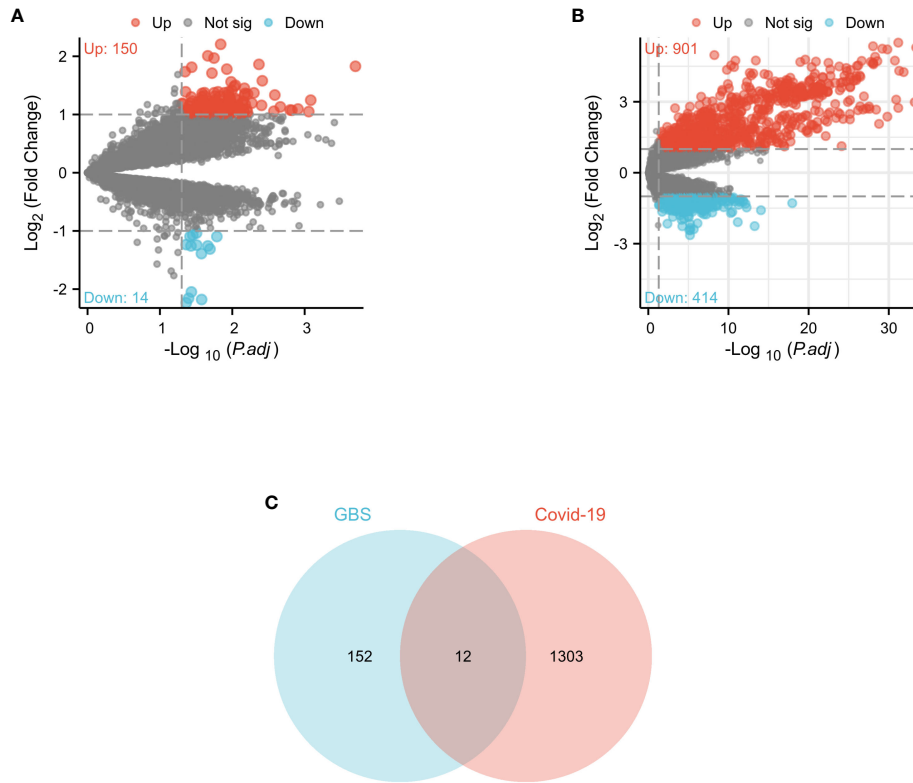 A
Up Not sig Down
Up: 150
2
1
0
-1
-2
Log2 (Fold Change)
Down: 14
0 1 2 3
-Log 10 (P.adj)
B
Up Not sig Down
Up: 901
3
0
-3
Log2 (Fold Change)
Down: 414
0 10 20 30
-Log 10 (P.adj)
C
GBS Covid-19
152 12 1303